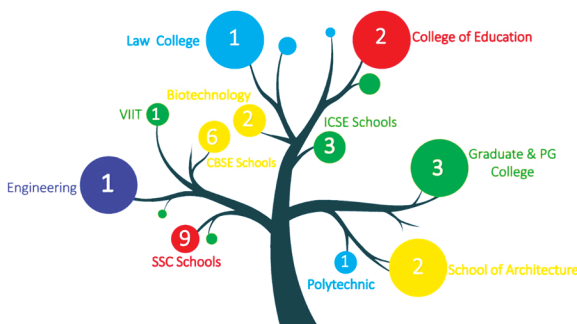 Law College
1
2
College of Education
Biotechnology
2
VIIT
1
6
CBSE Schools
ICSE Schools
3
Engineering
1
3
Graduate & PG
College
9
SSC Schools
1
Polytechnic
2
School of Architecture